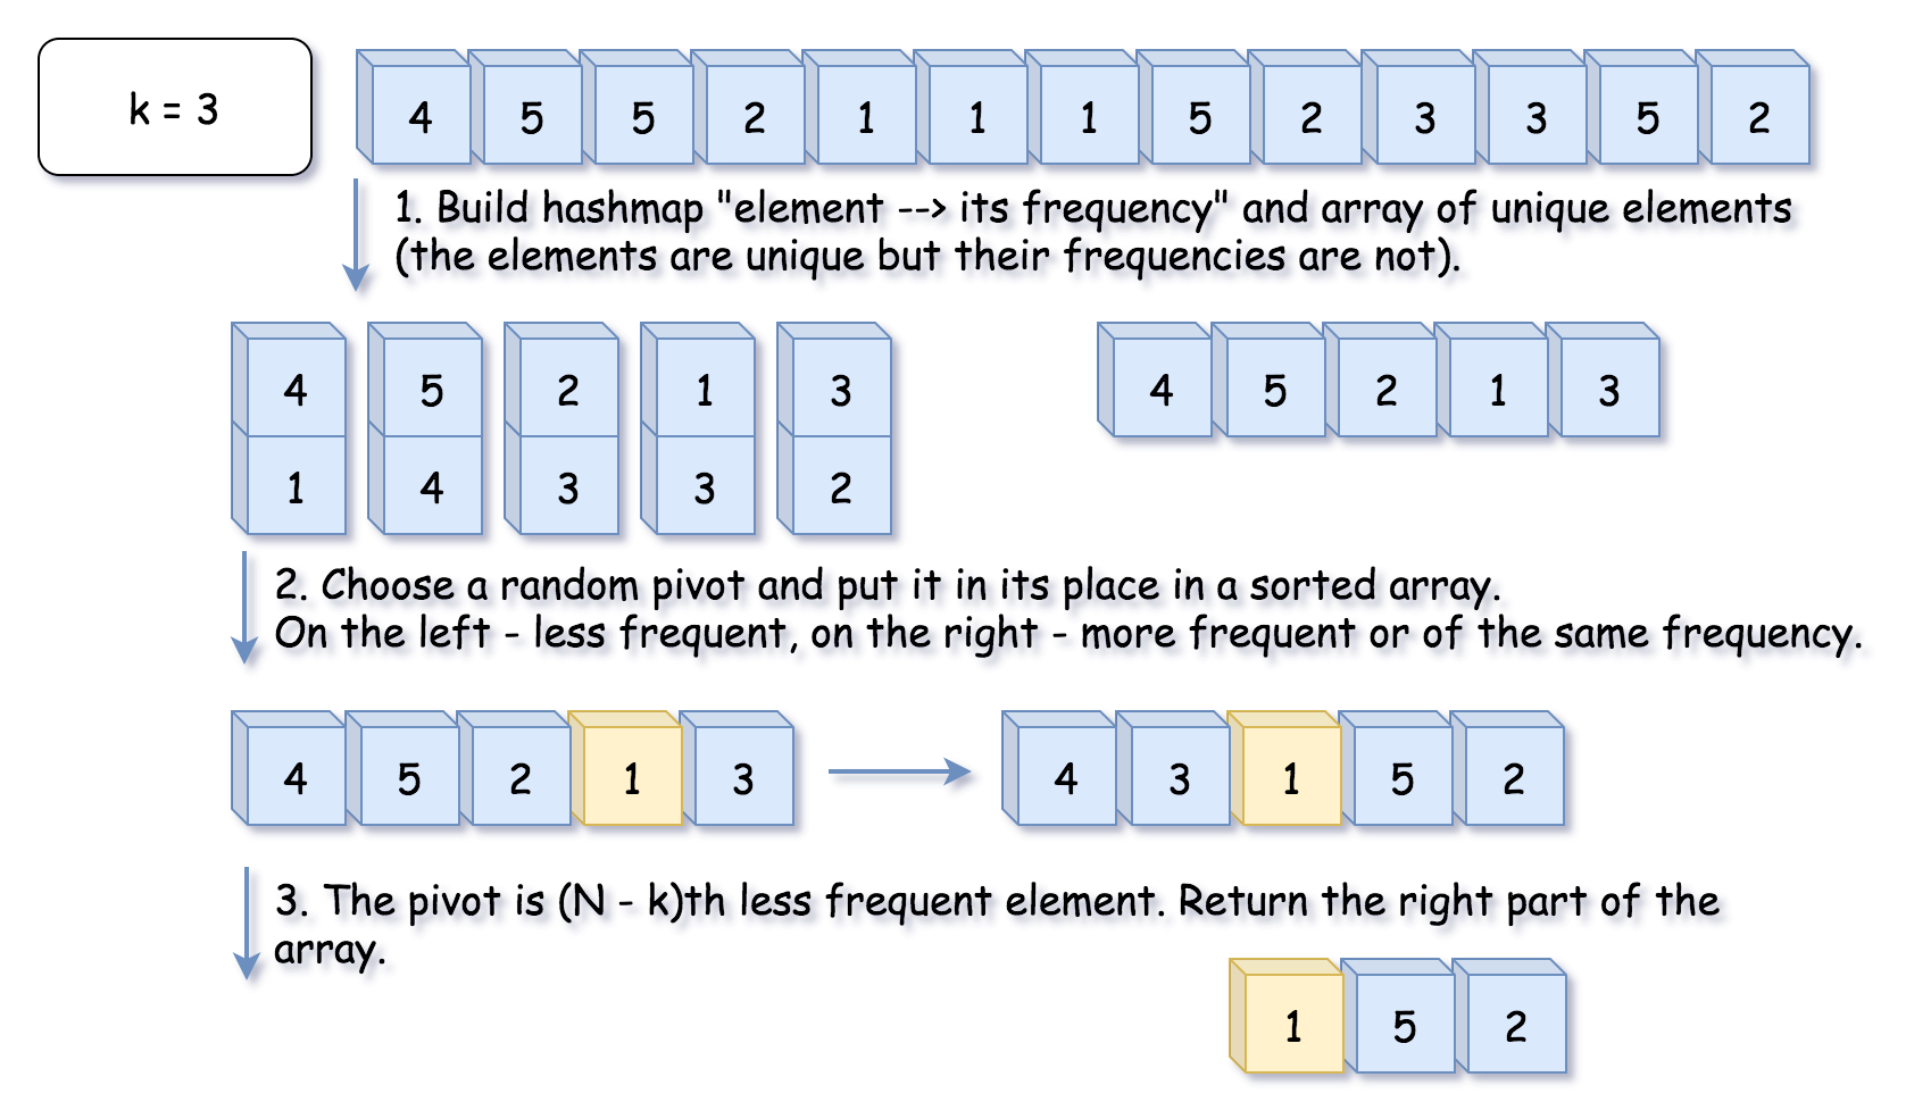 k = 3
4 5 5 2 1 1 1 5 2 3 3 5 2
1. Build hashmap "element --> its frequency" and array of unique elements
(the elements are unique but their frequencies are not).
4 5 2 1 3
1 4 3 3 2
4 5 2 1 3
2. Choose a random pivot and put it in its place in a sorted array.
On the left - less frequent, on the right - more frequent or of the same frequency.
4 5 2 1 3
4 3 1 5 2
3. The pivot is (N - k)th less frequent element. Return the right part of the
array.
1 5 2